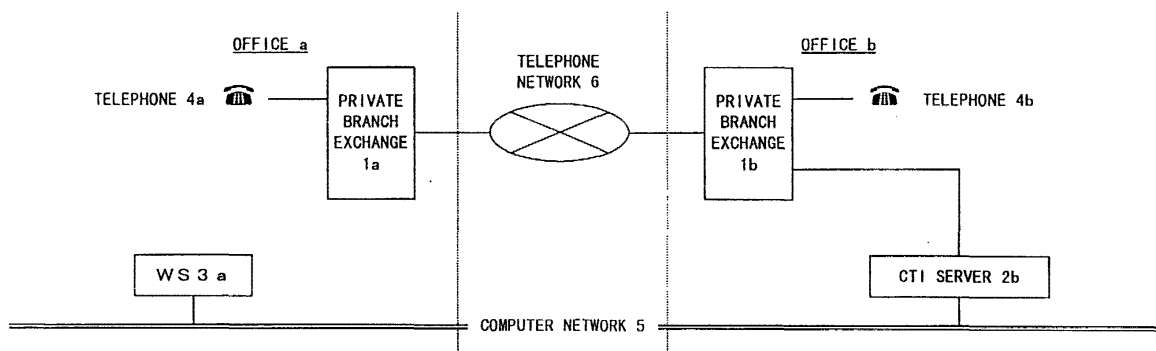 OFFICE a
OFFICE b
TELEPHONE
NETWORK 6
TELEPHONE 4a
PRIVATE
BRANCH
EXCHANGE
1a
PRIVATE
BRANCH
EXCHANGE
1b
TELEPHONE 4b
WS 3 a
CTI SERVER 2b
COMPUTER NETWORK 5